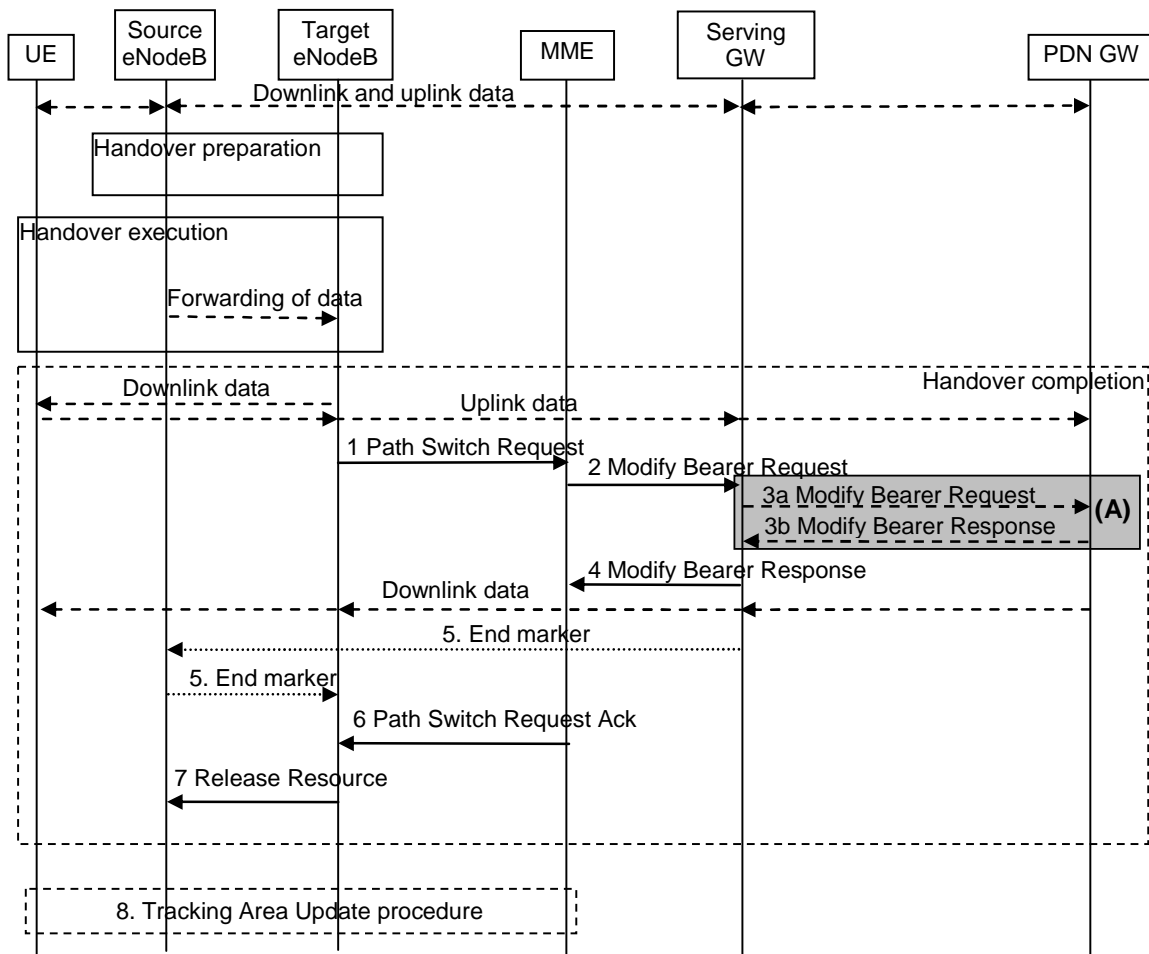 UE
Source
eNodeB
Target
eNodeB
MME
Serving
GW
PDN GW
Downlink and uplink data
Handover preparation
Handover execution
Forwarding of data
Handover completion
Downlink data
Uplink data
1 Path Switch Request
2 Modify Bearer Request
3a Modify Bearer Request
(A)
3b Modify Bearer Response
4 Modify Bearer Response
Downlink data
5. End marker
5. End marker
6 Path Switch Request Ack
7 Release Resource
8. Tracking Area Update procedure